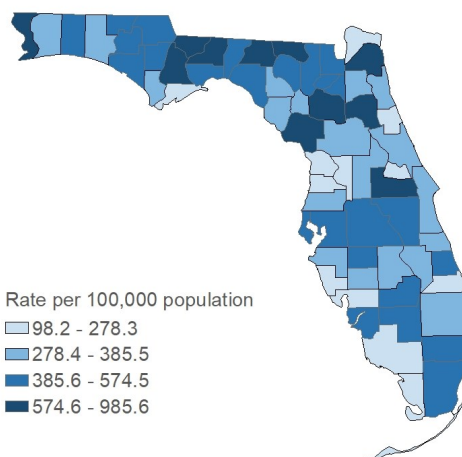 Rate per 100,000 population
98.2 - 278.3
278.4 - 385.5
385.6 - 574.5
574.6 - 985.6